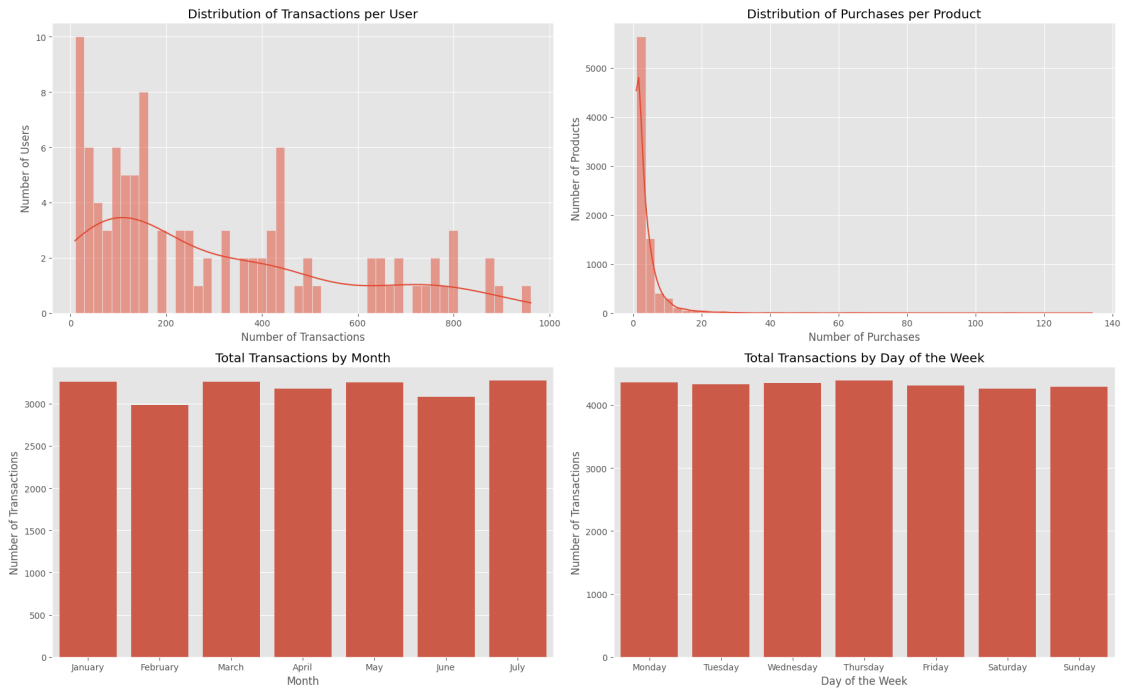 Distribution of Transactions per User
Number of Users
10
8
6
4
2
0
0 200 400 600 800 1000
Number of Transactions
Distribution of Purchases per Product
Number of Products
5000
4000
3000
2000
1000
0
0 20 40 60 80 100 120 140
Number of Purchases
Total Transactions by Month
Number of Transactions
3000
2500
2000
1500
1000
500
0
January February March April May June July
Month
Total Transactions by Day of the Week
Number of Transactions
4000
3000
2000
1000
0
Monday Tuesday Wednesday Thursday Friday Saturday Sunday
Day of the Week